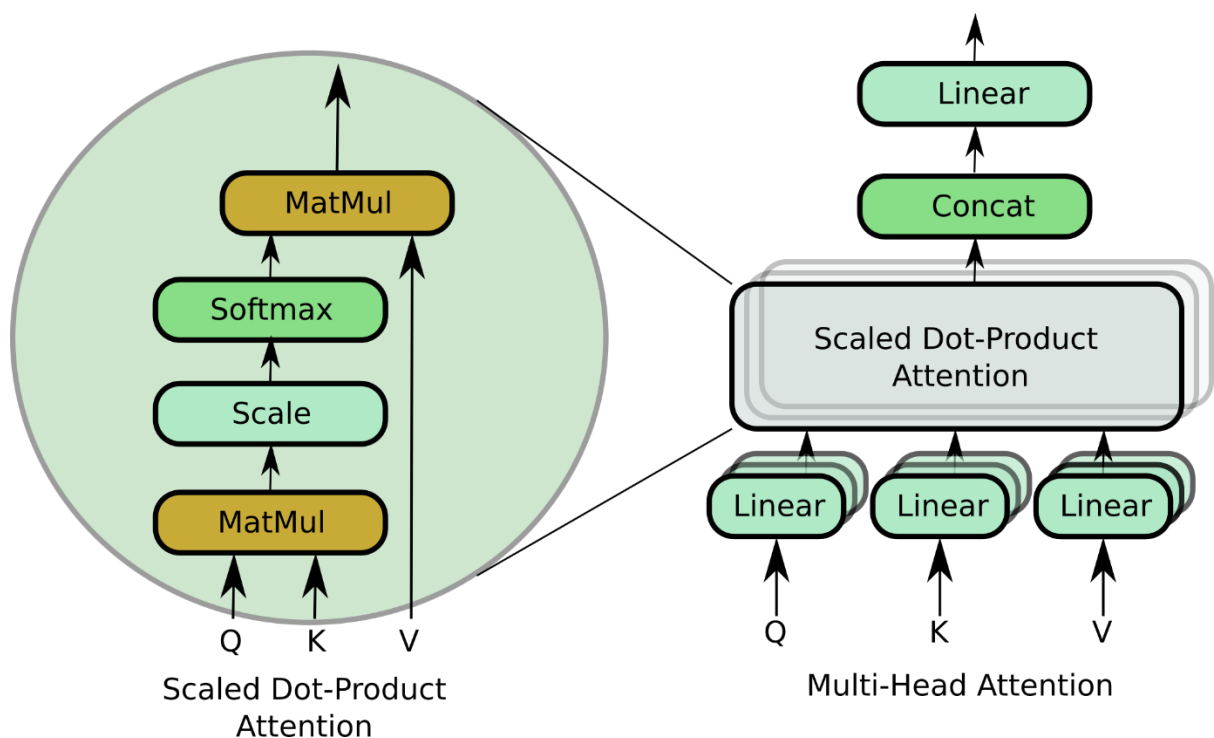 MatMul
Softmax
Scale
MatMul
Q K V
Scaled Dot-Product
Attention
Linear
Concat
Scaled Dot-Product
Attention
Linear Linear Linear
Q K V
Multi-Head Attention